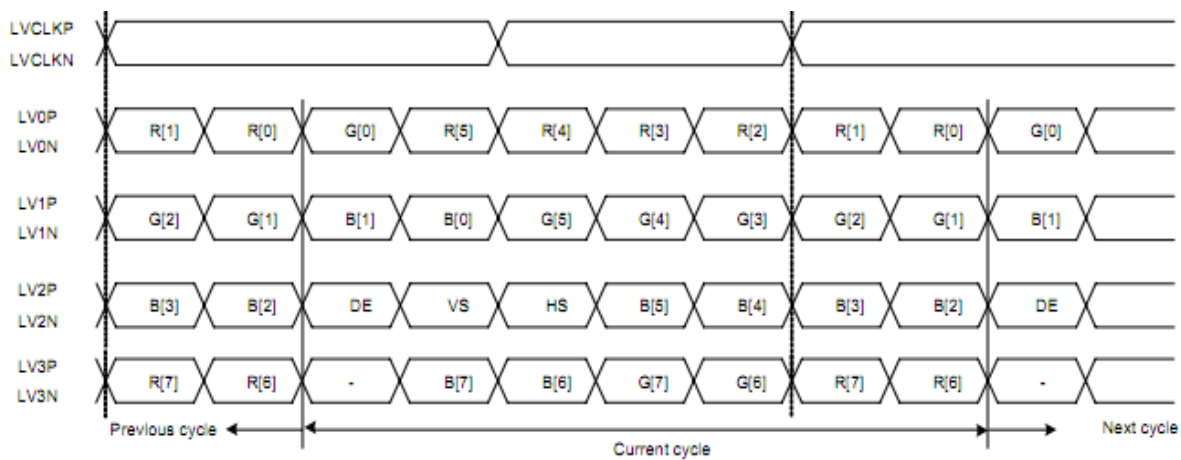 LVCLKP
LVCLKN
LV0P
LV0N
R[1] R[0] G[0] R[5] R[4] R[3] R[2] R[1] R[0] G[0]
LV1P
LV1N
G[2] G[1] B[1] B[0] G[5] G[4] G[3] G[2] G[1] B[1]
LV2P
LV2N
B[3] B[2] DE VS HS B[5] B[4] B[3] B[2] DE
LV3P
LV3N
R[7] R[6] - B[7] B[6] G[7] G[6] R[7] R[6] -
Previous cycle
Current cycle
Next cycle